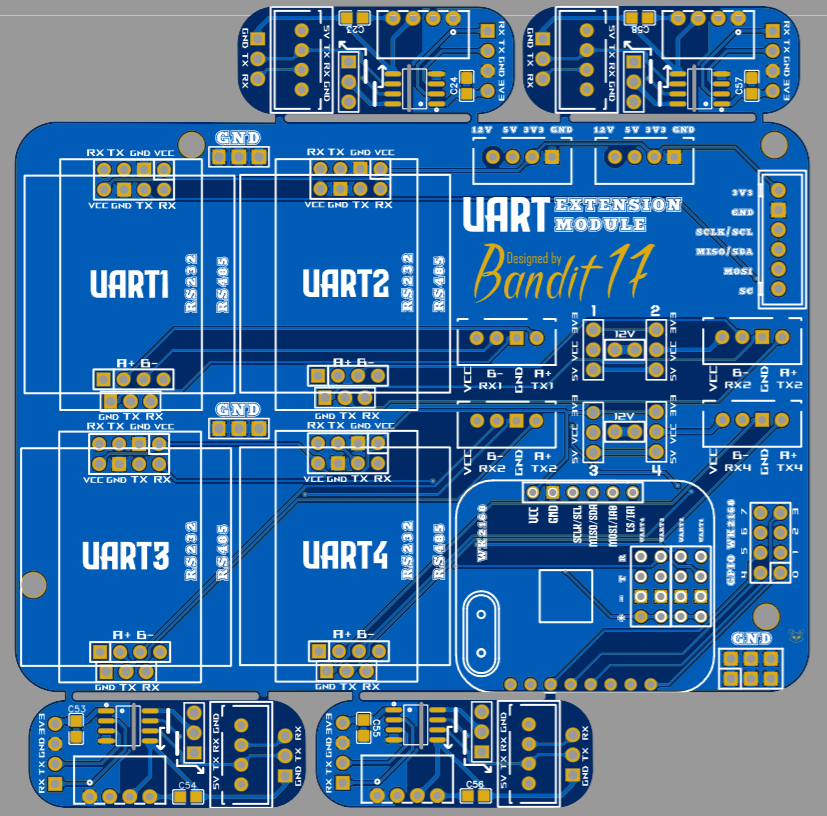 GND TX RX
5V TX RX GND
C23
C24
RX TX GND 3V3
GND TX RX
5V TX RX GND
C58
C57
RX TX GND 3V3
RX TX GND VCC
VCC GND TX RX
GND
RX TX GND VCC
VCC GND TX RX
12V 5V 3V3 GND
12V 5V 3V3 GND
UART EXTENSION
MODULE
Designed by
Bandit 17
3V3
GND
SCLK/SCL
MISO/SDA
MOSI
SC
UART1
RS232
RS485
UART2
RS232
RS485
A+ B-
GND TX RX
A+ B-
GND TX RX
VCC B- GND A+
RX1 TX1
1 2
3V3 VCC 5V
12V
3V3 VCC 5V
VCC B- GND A+
RX2 TX2
GND
RX TX GND VCC
VCC GND TX RX
RX TX GND VCC
VCC GND TX RX
VCC B- GND A+
RX2 TX2
3V3 VCC 5V
12V
3V3 VCC 5V
3 4
VCC B- GND A+
RX4 TX4
UART3
RS232
RS485
UART4
RS232
RS485
WK2168
VCC
GND
SCLK/SCL
MISO/SDA
MOSI/IA0
CS/IA1
UART4
UART3
UART2
UART1
R
T
-
*
GPIO WK2168
7 3
6 2
5 1
4 0
GND
A+ B-
GND TX RX
A+ B-
GND TX RX
C53
3V3 GND TX RX
C54
5V TX RX GND
GND TX RX
C55
3V3 GND TX RX
C56
5V TX RX GND
GND TX RX